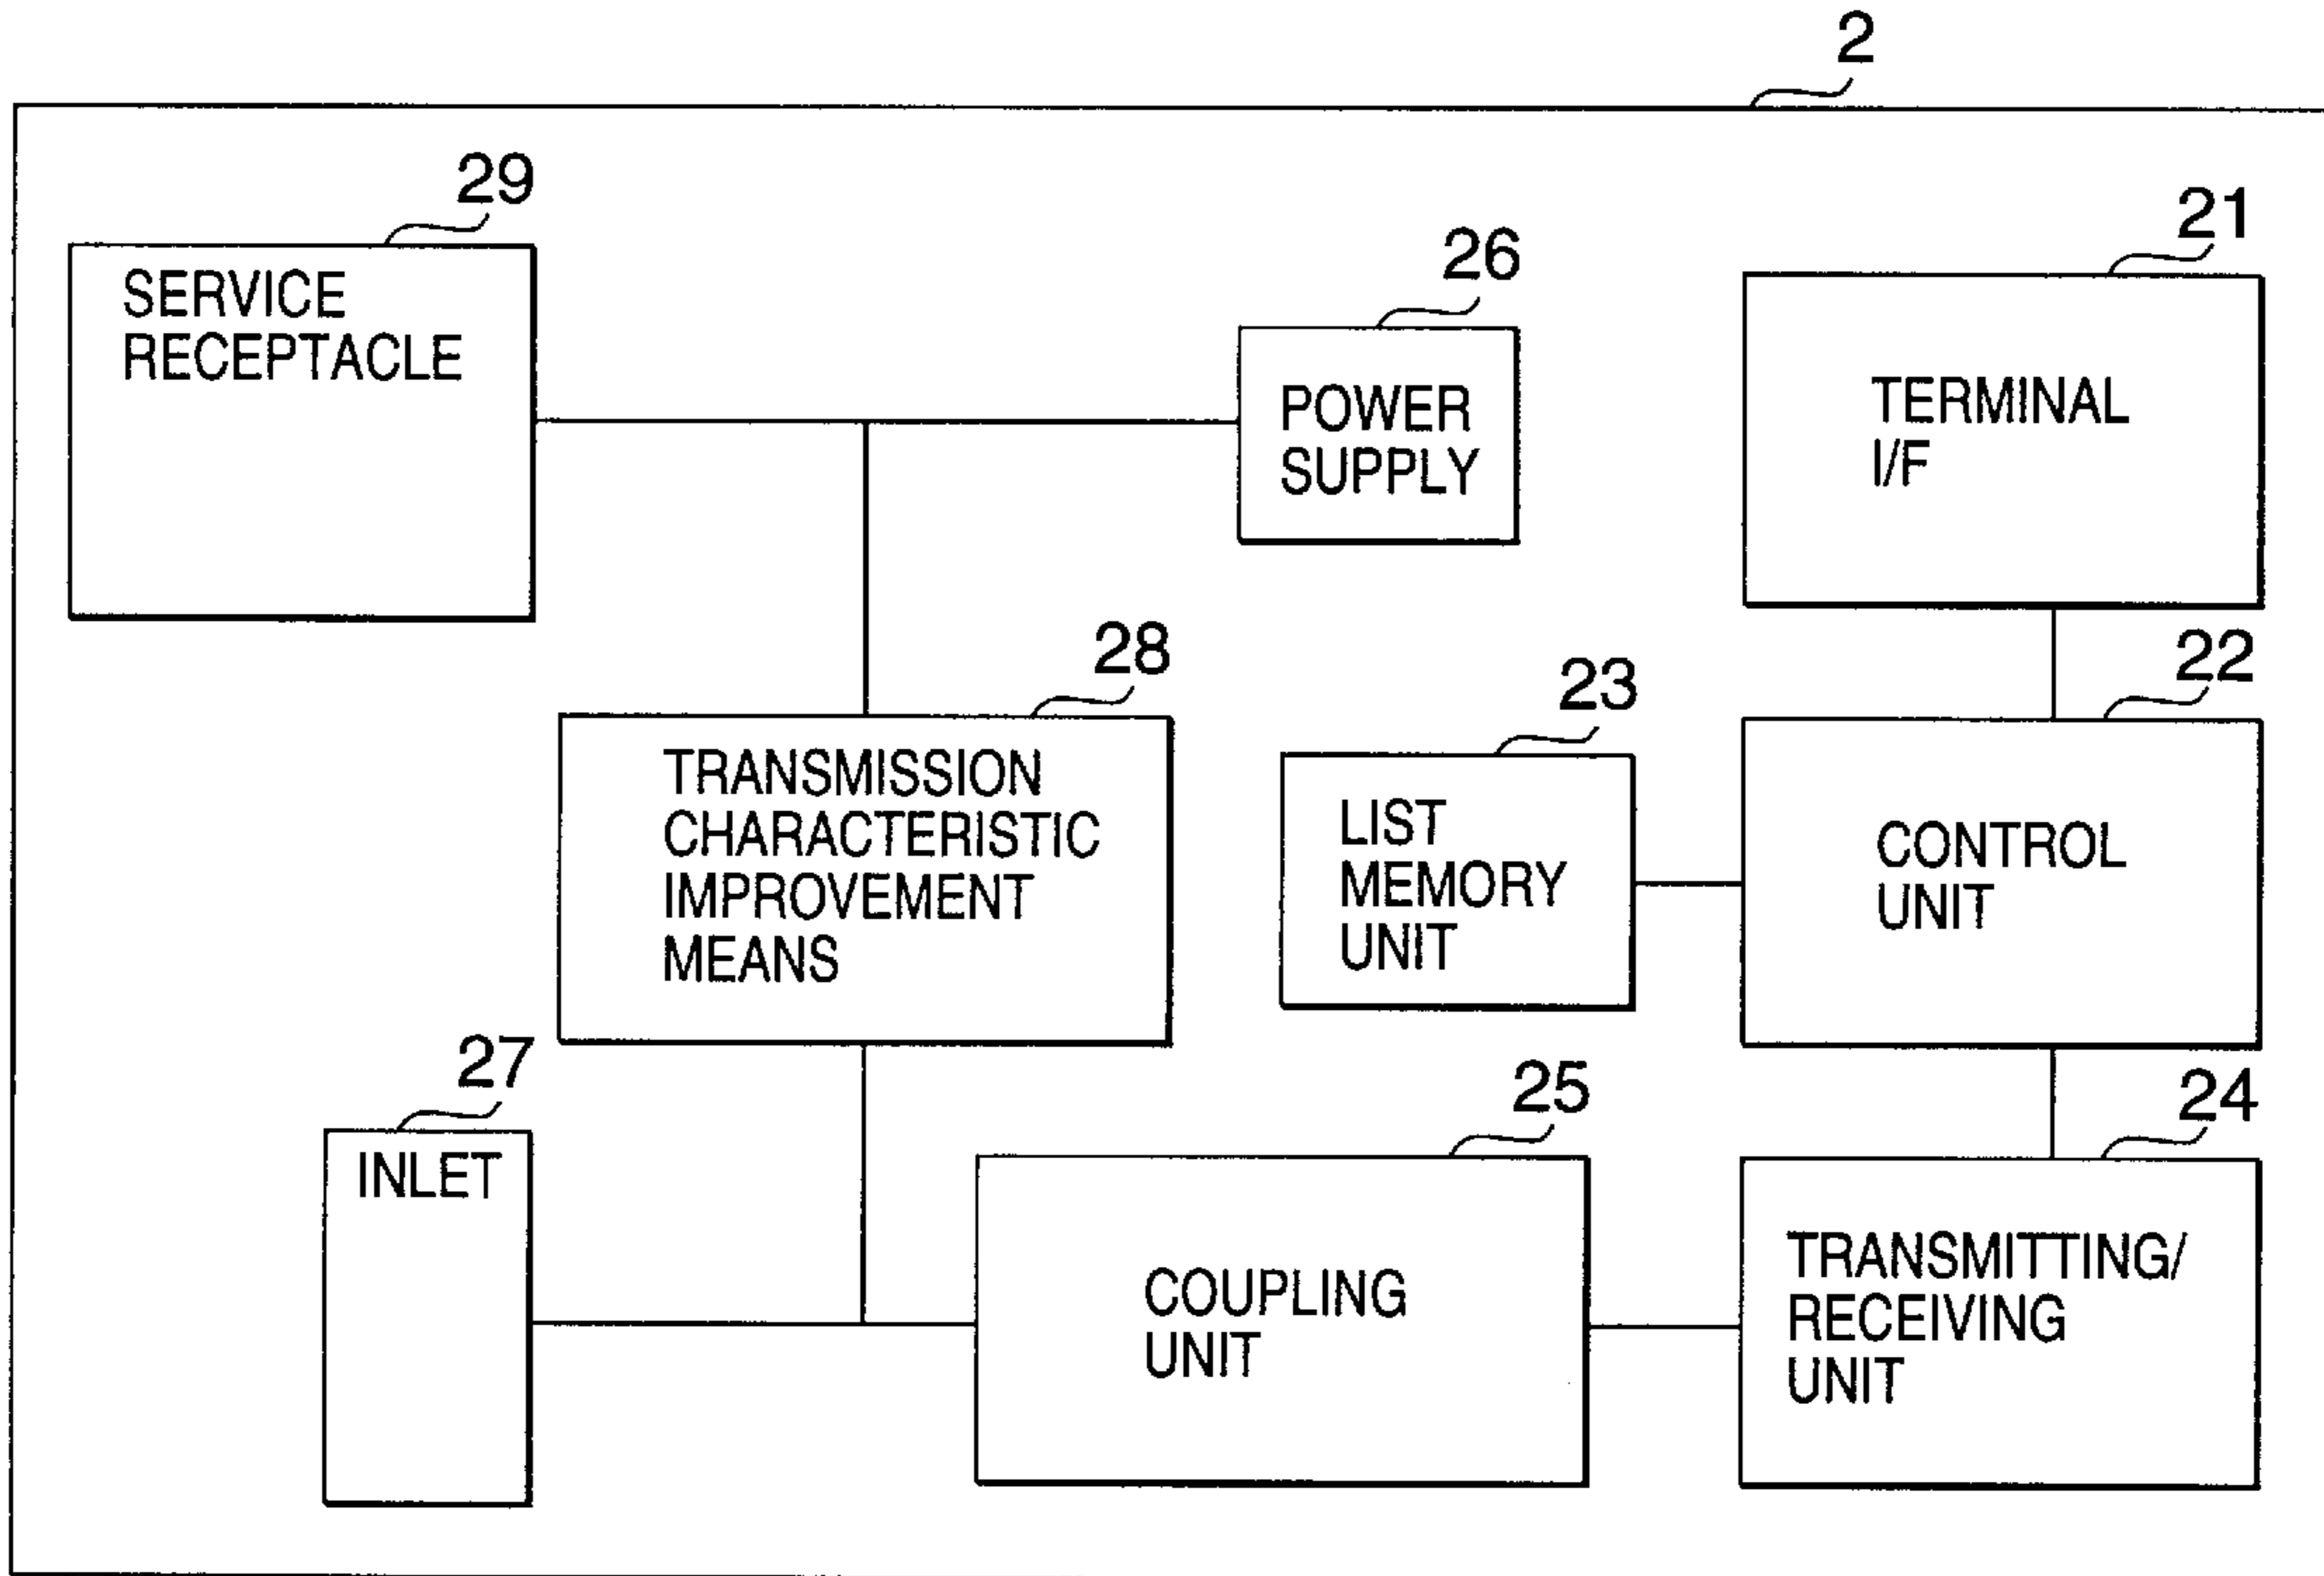 2
29
SERVICE
RECEPTACLE
26
POWER
SUPPLY
21
TERMINAL
I/F
28
TRANSMISSION
CHARACTERISTIC
IMPROVEMENT
MEANS
23
LIST
MEMORY
UNIT
22
CONTROL
UNIT
27
INLET
25
COUPLING
UNIT
24
TRANSMITTING/
RECEIVING
UNIT